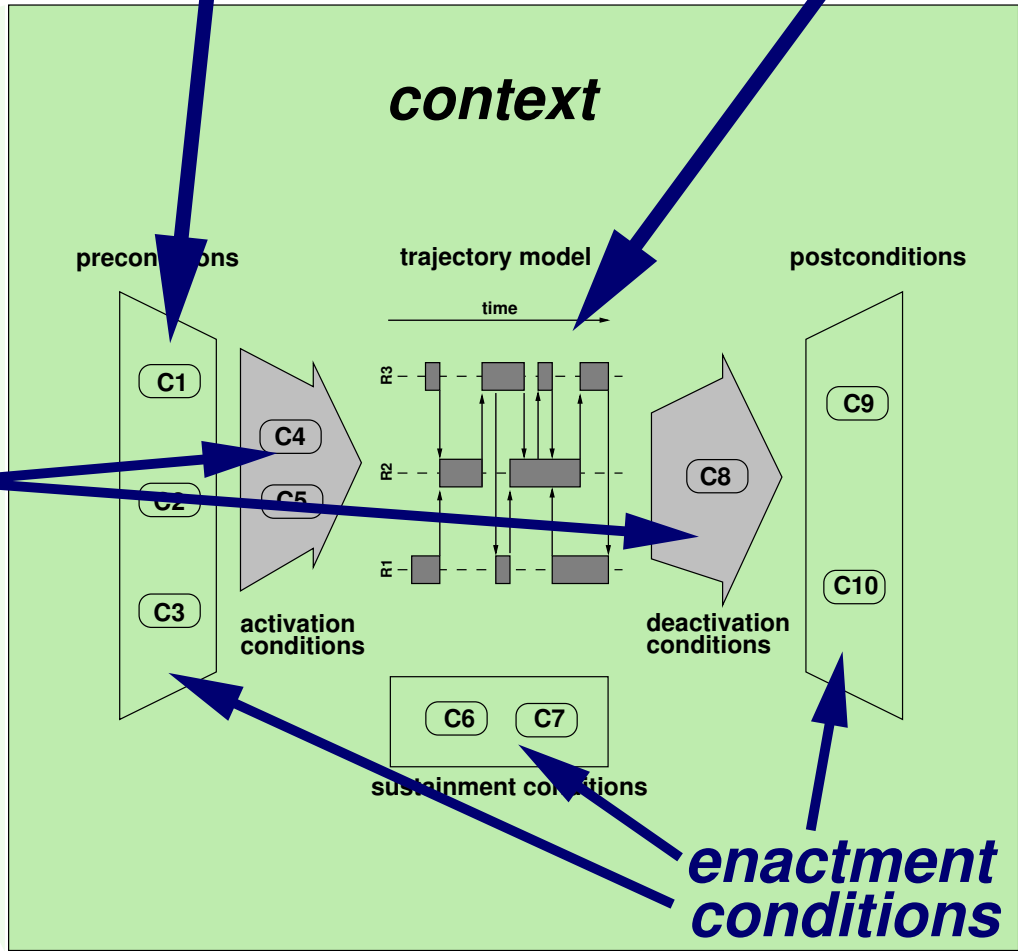 context
preconditions
trajectory model
postconditions
time
R3
C1
C9
C4
R2
C8
C2
C5
R1
C10
C3
activation
conditions
deactivation
conditions
C6
C7
sustainment conditions
enactment
conditions